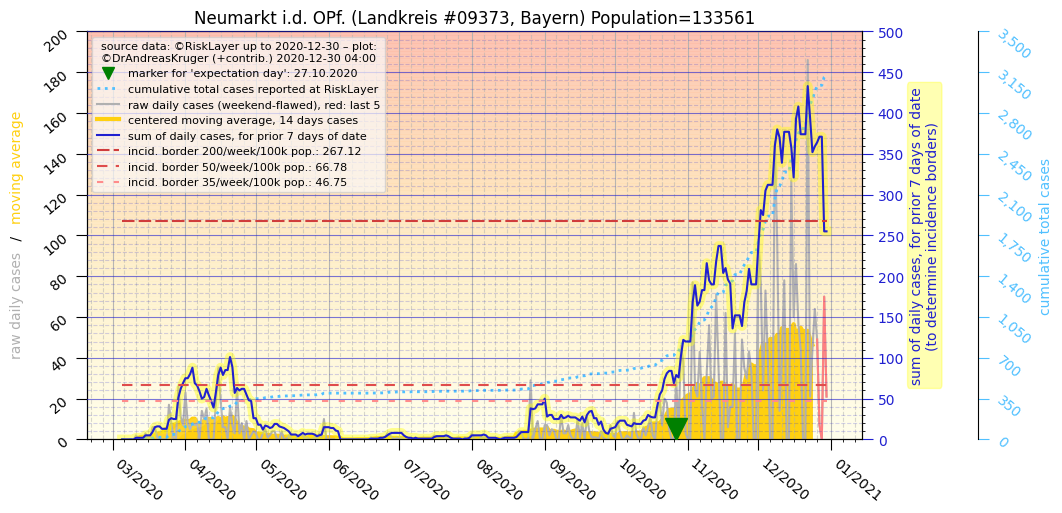 Neumarkt i.d. OPf. (Landkreis #09373, Bayern) Population=133561
source data: ©RiskLayer up to 2020-12-30 – plot:
©DrAndreasKruger (+contrib.) 2020-12-30 04:00
marker for 'expectation day': 27.10.2020
cumulative total cases reported at RiskLayer
raw daily cases (weekend-flawed), red: last 5
centered moving average, 14 days cases
sum of daily cases, for prior 7 days of date
incid. border 200/week/100k pop.: 267.12
incid. border 50/week/100k pop.: 66.78
incid. border 35/week/100k pop.: 46.75
raw daily cases / moving average
200
180
160
140
120
100
80
60
40
20
0
03/2020
04/2020
05/2020
06/2020
07/2020
08/2020
09/2020
10/2020
11/2020
12/2020
01/2021
500
450
400
350
300
250
200
150
100
50
0
sum of daily cases, for prior 7 days of date
(to determine incidence borders)
3,500
3,150
2,800
2,450
2,100
1,750
1,400
1,050
700
350
0
cumulative total cases